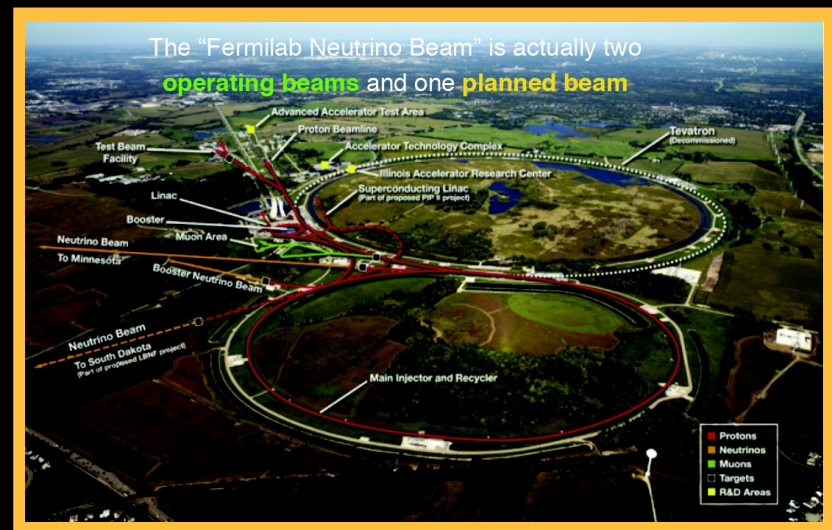 The “Fermilab Neutrino Beam” is actually two
operating beams and one planned beam
Advanced Accelerator Test Area
Proton Beamline
Test Beam
Facility
Accelerator Technology Complex
Tevatron
(Decommissioned)
Illinois Accelerator Research Center
Superconducting Linac
(Part of proposed PIP II project)
Linac
Booster
Muon Area
Neutrino Beam
To Minnesota
Booster Neutrino Beam
Neutrino Beam
To South Dakota
(Part of proposed LBNF project)
Main Injector and Recycler
Protons
Neutrinos
Muons
Targets
R&D Areas